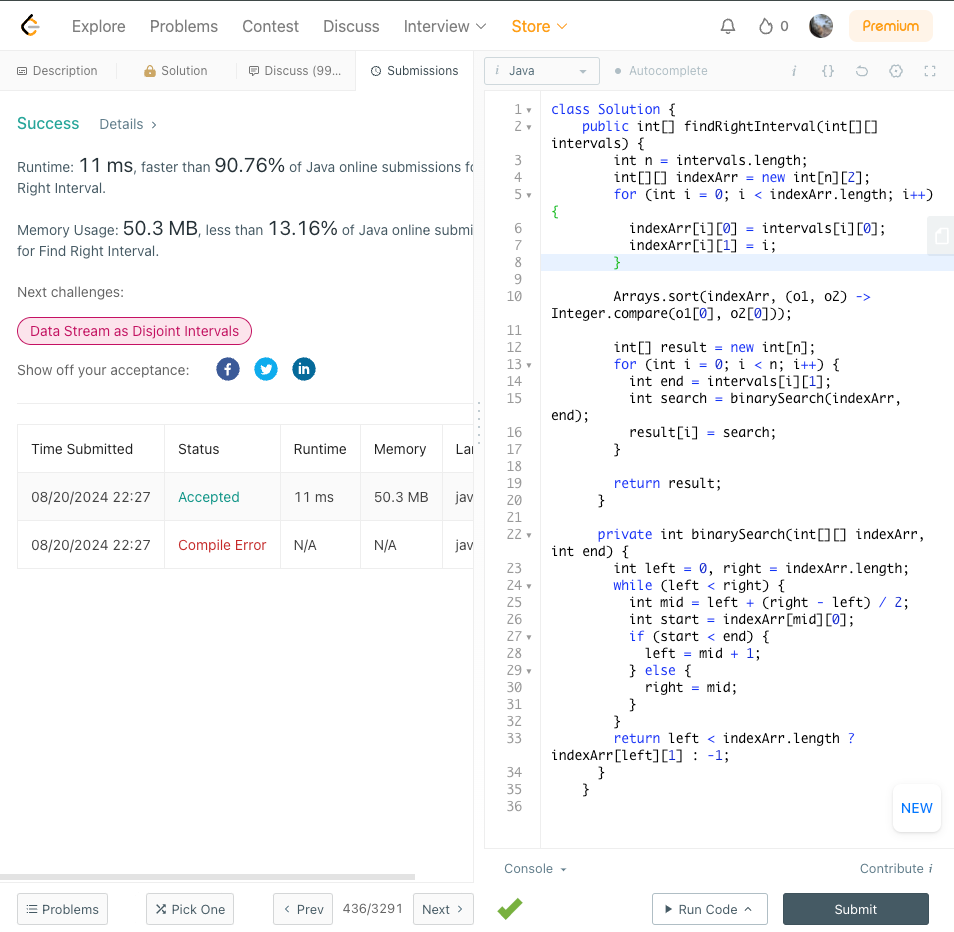 Explore Problems Contest Discuss Interview Store 0 Premium
Description Solution Discuss (99... Submissions
i Java Autocomplete i {}
Success Details >
Runtime: 11 ms, faster than 90.76% of Java online submissions fo
Right Interval.
Memory Usage: 50.3 MB, less than 13.16% of Java online submi
for Find Right Interval.
Next challenges:
Data Stream as Disjoint Intervals
Show off your acceptance: f in
Time Submitted Status Runtime Memory Lar
08/20/2024 22:27 Accepted 11 ms 50.3 MB jav
08/20/2024 22:27 Compile Error N/A N/A jav
1 class Solution {
2 public int[] findRightInterval(int[][]
intervals) {
3 int n = intervals.length;
4 int[][] indexArr = new int[n][2];
5 for (int i = 0; i < indexArr.length; i++)
{
6 indexArr[i][0] = intervals[i][0];
7 indexArr[i][1] = i;
8 }
9
10 Arrays.sort(indexArr, (o1, o2) ->
Integer.compare(o1[0], o2[0]));
11
12 int[] result = new int[n];
13 for (int i = 0; i < n; i++) {
14 int end = intervals[i][1];
15 int search = binarySearch(indexArr,
end);
16 result[i] = search;
17 }
18
19 return result;
20 }
21
22 private int binarySearch(int[][] indexArr,
int end) {
23 int left = 0, right = indexArr.length;
24 while (left < right) {
25 int mid = left + (right - left) / 2;
26 int start = indexArr[mid][0];
27 if (start < end) {
28 left = mid + 1;
29 } else {
30 right = mid;
31 }
32 }
33 return left < indexArr.length ?
indexArr[left][1] : -1;
34 }
35 }
36
NEW
Console Contribute i
Problems Pick One < Prev 436/3291 Next > Run Code Submit